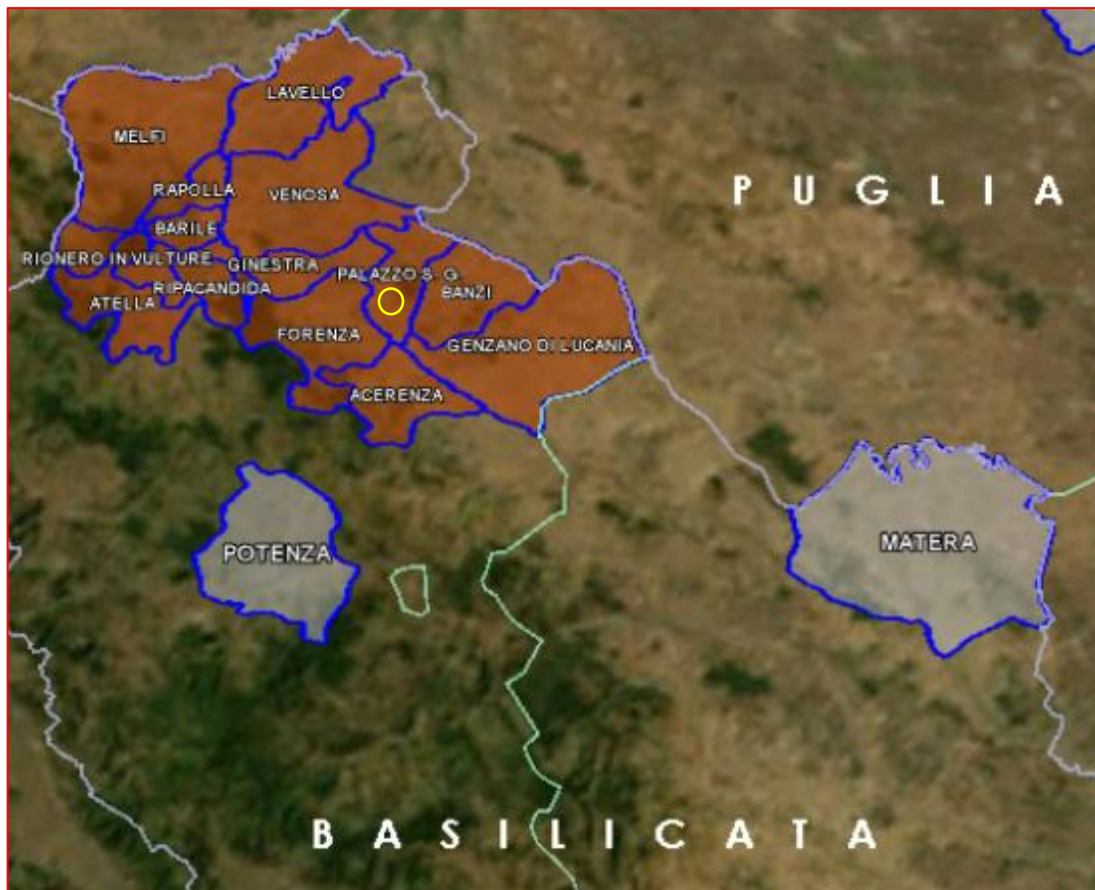 LAVELLO
MELFI
PUGLIA
RAPOLLA
VENOSA
BARILE
RIONERO IN VULTURE
GINESTRA
PALAZZO S. G.
RIPACANDIDA
BANZI
ATELLA
FORENZA
GENZANO DI LUCANIA
ACERENZA
POTENZA
MATERA
BASILICATA